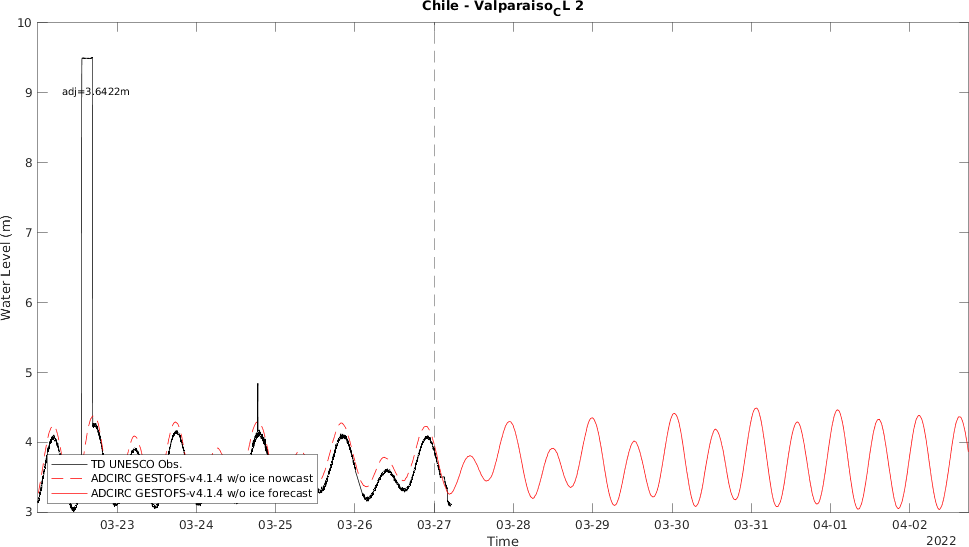 Chile - Valparaiso_CL 2
10
9
8
7
6
5
4
3
Water Level (m)
adj=3.6422m
TD UNESCO Obs.
ADCIRC GESTOFS-v4.1.4 w/o ice nowcast
ADCIRC GESTOFS-v4.1.4 w/o ice forecast
03-23 03-24 03-25 03-26 03-27 03-28 03-29 03-30 03-31 04-01 04-02
Time
2022